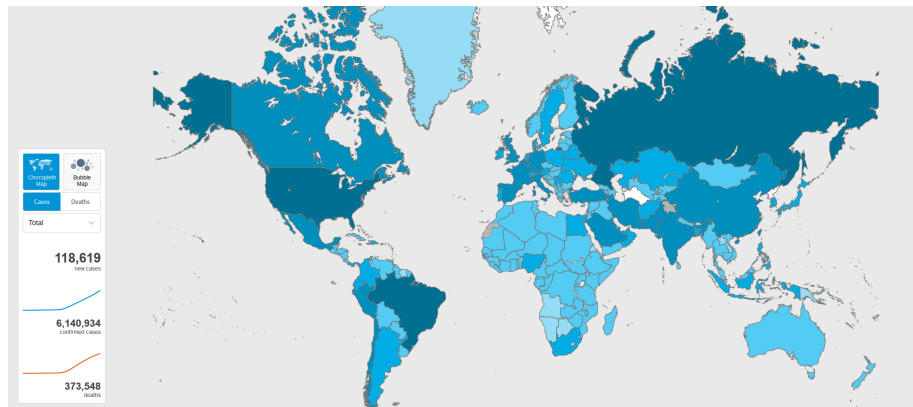 Choropleth
Map
Bubble
Map
Cases
Deaths
Total
118,619
new cases
6,140,934
confirmed cases
373,548
deaths